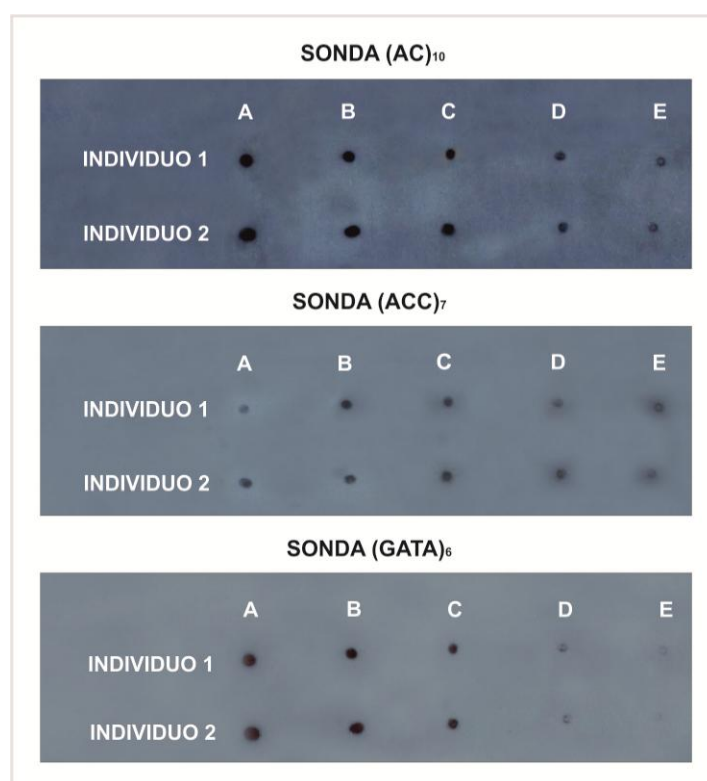 SONDA (AC)₁₀
A B C D E
INDIVIDUO 1
INDIVIDUO 2
SONDA (ACC)₇
A B C D E
INDIVIDUO 1
INDIVIDUO 2
SONDA (GATA)₆
A B C D E
INDIVIDUO 1
INDIVIDUO 2